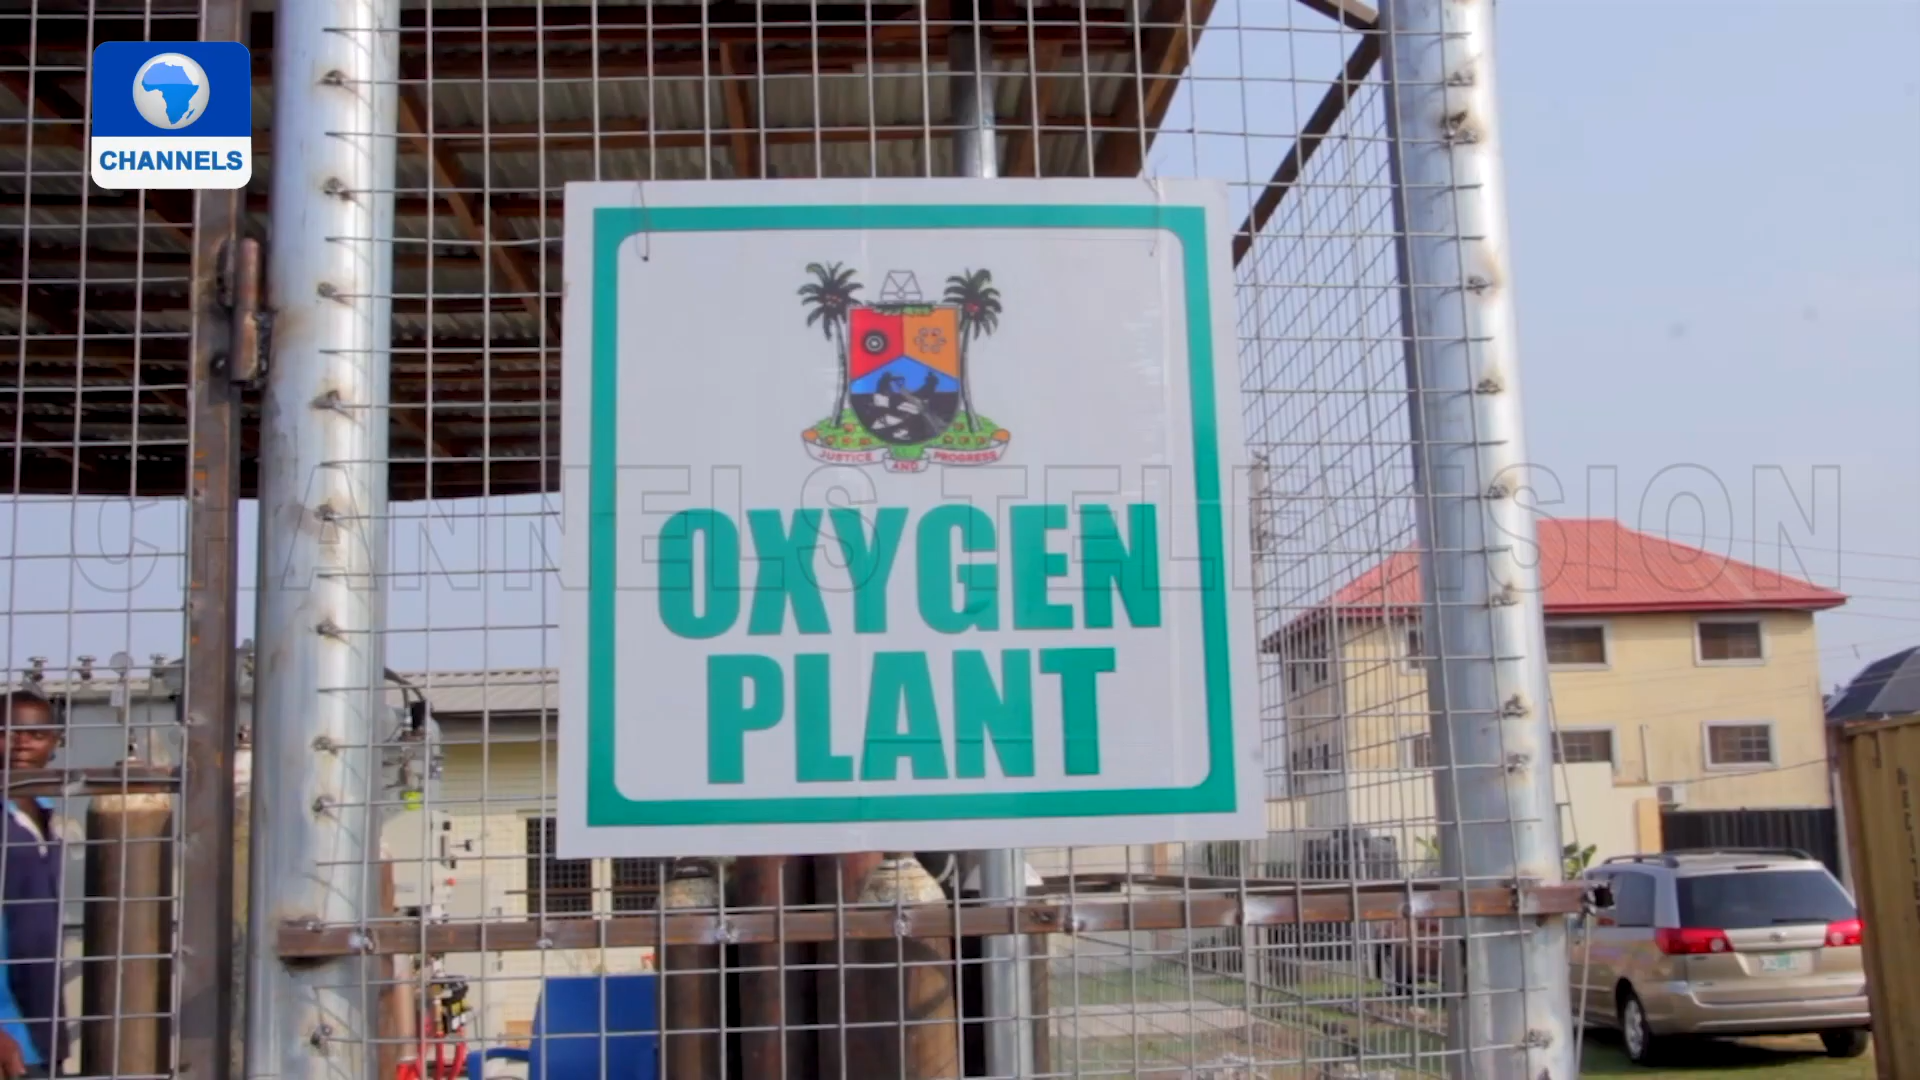 CHANNELS
JUSTICE AND PROGRESS
CHANNELS TELEVISION
OXYGEN
PLANT